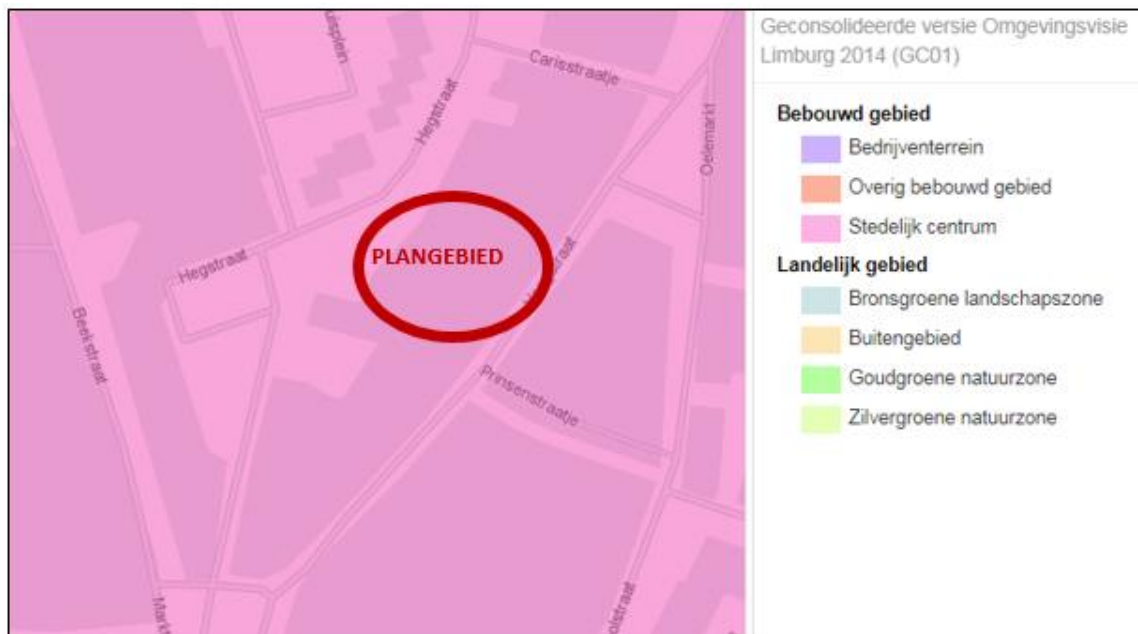 Carisstraatje
Hegstraat
Oelemarkt
PLANGEBIED
Hegstraat
Beekstraat
Prinsenstraatje
Markt
Geconsolideerde versie Omgevingsvisie
Limburg 2014 (GC01)
Bebouwd gebied
Bedrijventerrein
Overig bebouwd gebied
Stedelijk centrum
Landelijk gebied
Bronsgroene landschapszone
Buitengebied
Goudgroene natuurzone
Zilvergroene natuurzone